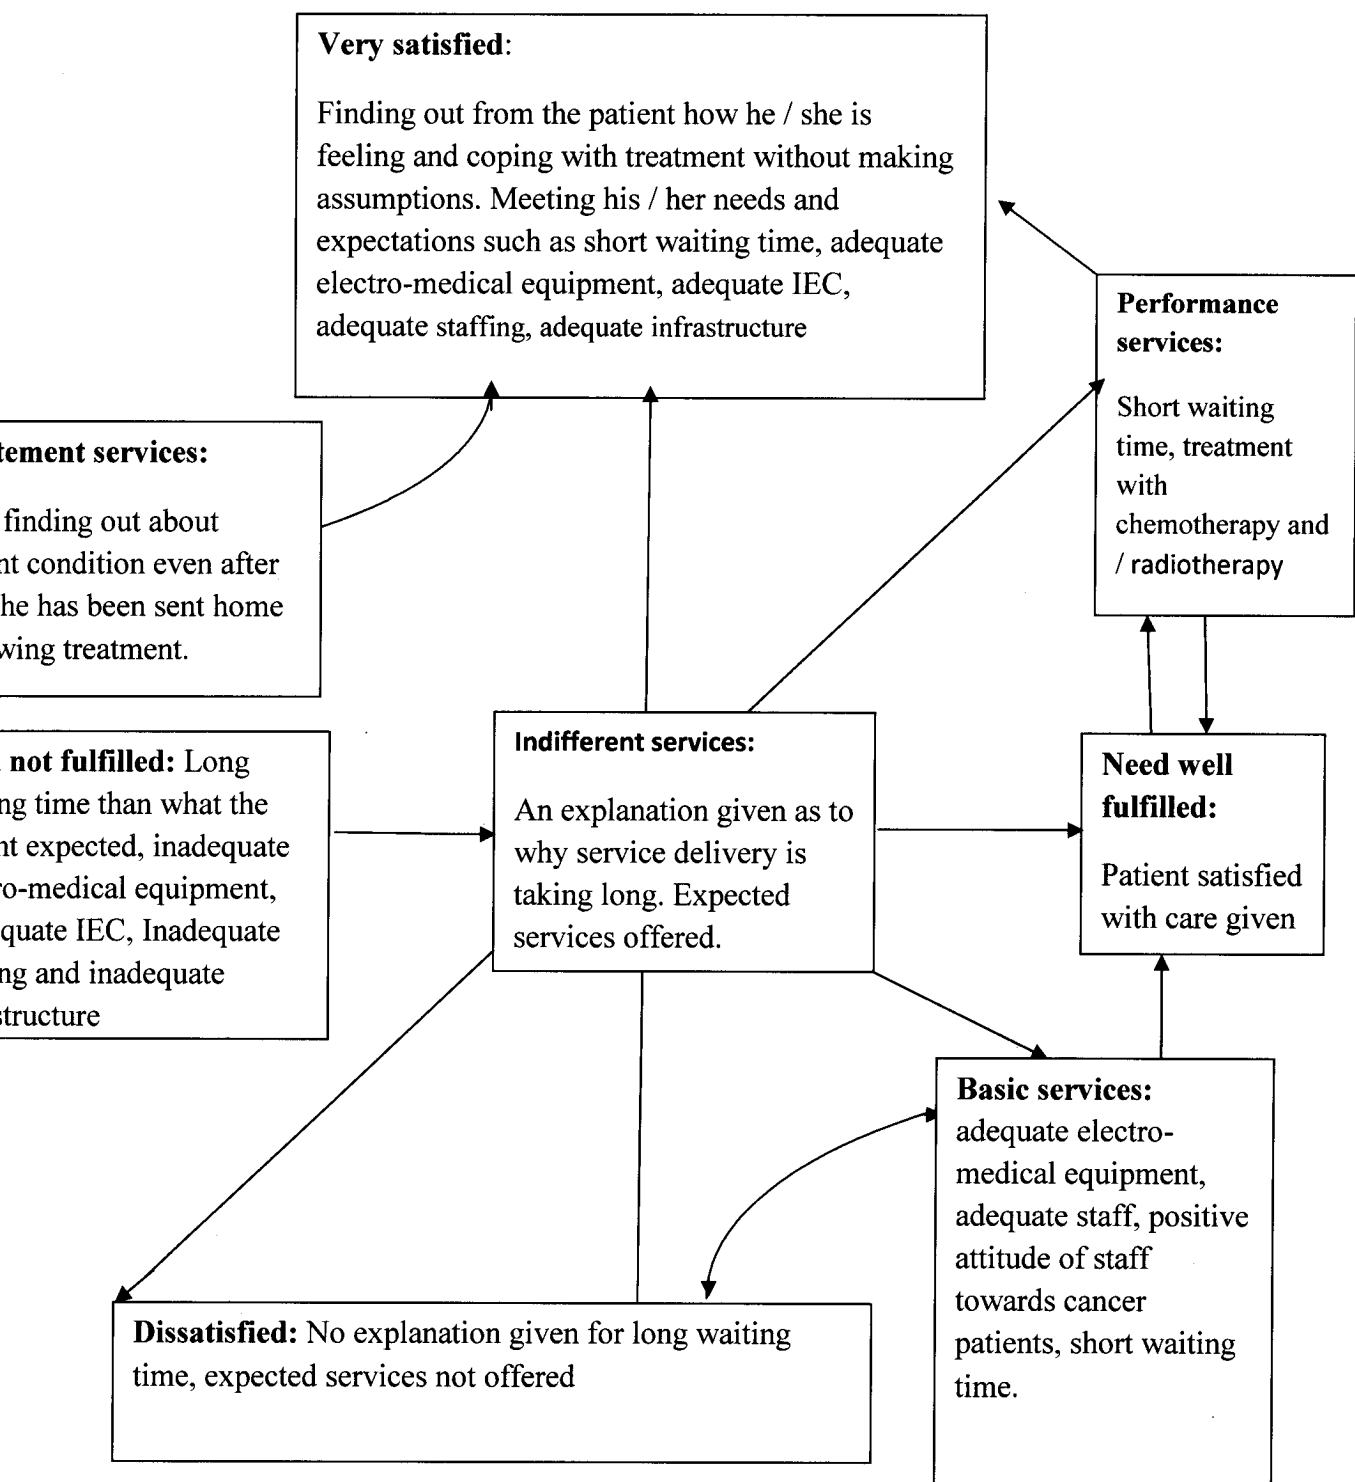 Very satisfied:
Finding out from the patient how he / she is
feeling and coping with treatment without making
assumptions. Meeting his / her needs and
expectations such as short waiting time, adequate
electro-medical equipment, adequate IEC,
adequate staffing, adequate infrastructure
Performance
services:
Short waiting
time, treatment
with
chemotherapy and
/ radiotherapy
tement services:
finding out about
nt condition even after
he has been sent home
wing treatment.
not fulfilled: Long
ng time than what the
nt expected, inadequate
ro-medical equipment,
quate IEC, Inadequate
ng and inadequate
structure
Indifferent services:
An explanation given as to
why service delivery is
taking long. Expected
services offered.
Need well
fulfilled:
Patient satisfied
with care given
Basic services:
adequate electro-
medical equipment,
adequate staff, positive
attitude of staff
towards cancer
patients, short waiting
time.
Dissatisfied: No explanation given for long waiting
time, expected services not offered